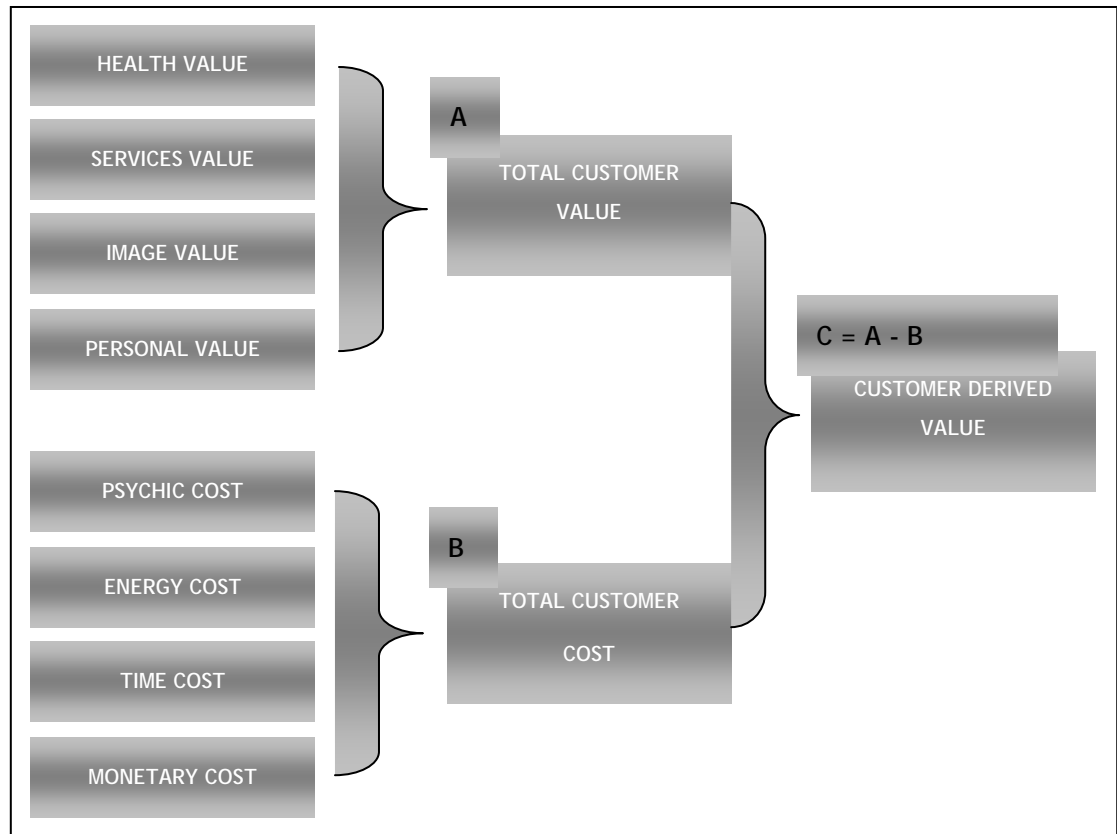 HEALTH VALUE
SERVICES VALUE
IMAGE VALUE
PERSONAL VALUE
A
TOTAL CUSTOMER
VALUE
PSYCHIC COST
ENERGY COST
TIME COST
MONETARY COST
B
TOTAL CUSTOMER
COST
C = A - B
CUSTOMER DERIVED
VALUE